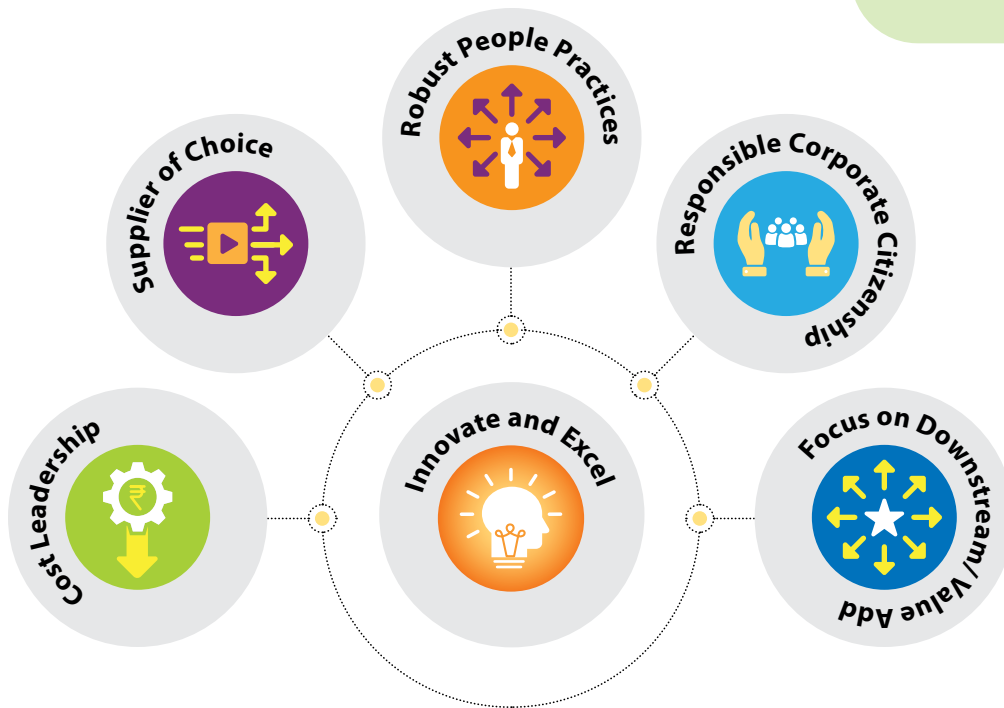 Robust People Practices
Supplier of Choice
Responsible Corporate Citizenship
Cost Leadership
₹
Innovate and Excel
Focus on Downstream/ Value Add